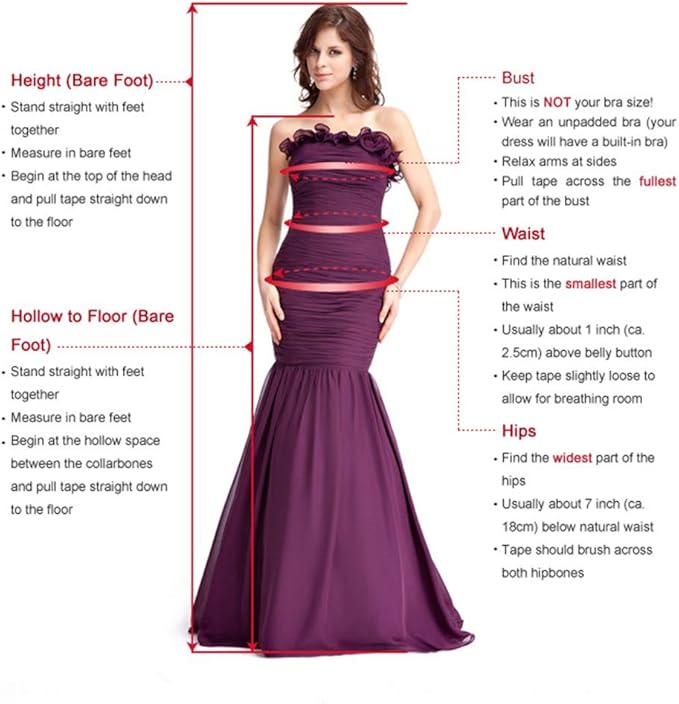 Height (Bare Foot)
• Stand straight with feet
together
• Measure in bare feet
• Begin at the top of the head
and pull tape straight down
to the floor
Hollow to Floor (Bare
Foot)
• Stand straight with feet
together
• Measure in bare feet
• Begin at the hollow space
between the collarbones
and pull tape straight down
to the floor
Bust
• This is NOT your bra size!
• Wear an unpadded bra (your
dress will have a built-in bra)
• Relax arms at sides
• Pull tape across the fullest
part of the bust
Waist
• Find the natural waist
• This is the smallest part of
the waist
• Usually about 1 inch (ca.
2.5cm) above belly button
• Keep tape slightly loose to
allow for breathing room
Hips
• Find the widest part of the
hips
• Usually about 7 inch (ca.
18cm) below natural waist
• Tape should brush across
both hipbones